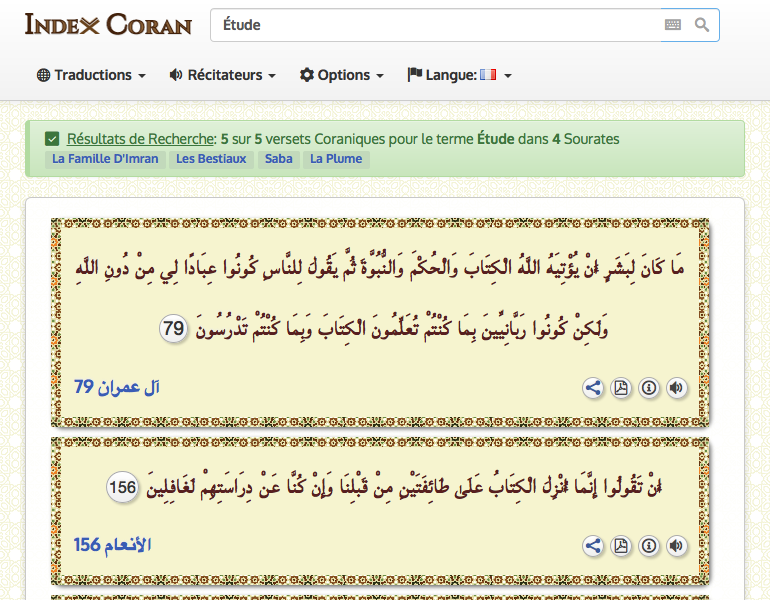 INDEX CORAN
Étude
Traductions Récitateurs Options Langue:
Résultats de Recherche: 5 sur 5 versets Coraniques pour le terme Étude dans 4 Sourates
La Famille D'Imran Les Bestiaux Saba La Plume
مَا كَانَ لِبَشَرٍ أَنْ يُؤْتِيَهُ اللَّهُ الْكِتَابَ وَالْحُكْمَ وَالنُّبُوَّةَ ثُمَّ يَقُولَ لِلنَّاسِ كُونُوا عِبَادًا لِي مِنْ دُونِ اللَّهِ
وَلَكِنْ كُونُوا رَبَّانِيِّينَ بِمَا كُنْتُمْ تُعَلِّمُونَ الْكِتَابَ وَبِمَا كُنْتُمْ تَدْرُسُونَ 79
آل عمران 79
أَنْ تَقُولُوا إِنَّمَا أُنْزِلَ الْكِتَابُ عَلَى طَائِفَتَيْنِ مِنْ قَبْلِنَا وَإِنْ كُنَّا عَنْ دِرَاسَتِهِمْ لَغَافِلِينَ 156
الأنعام 156